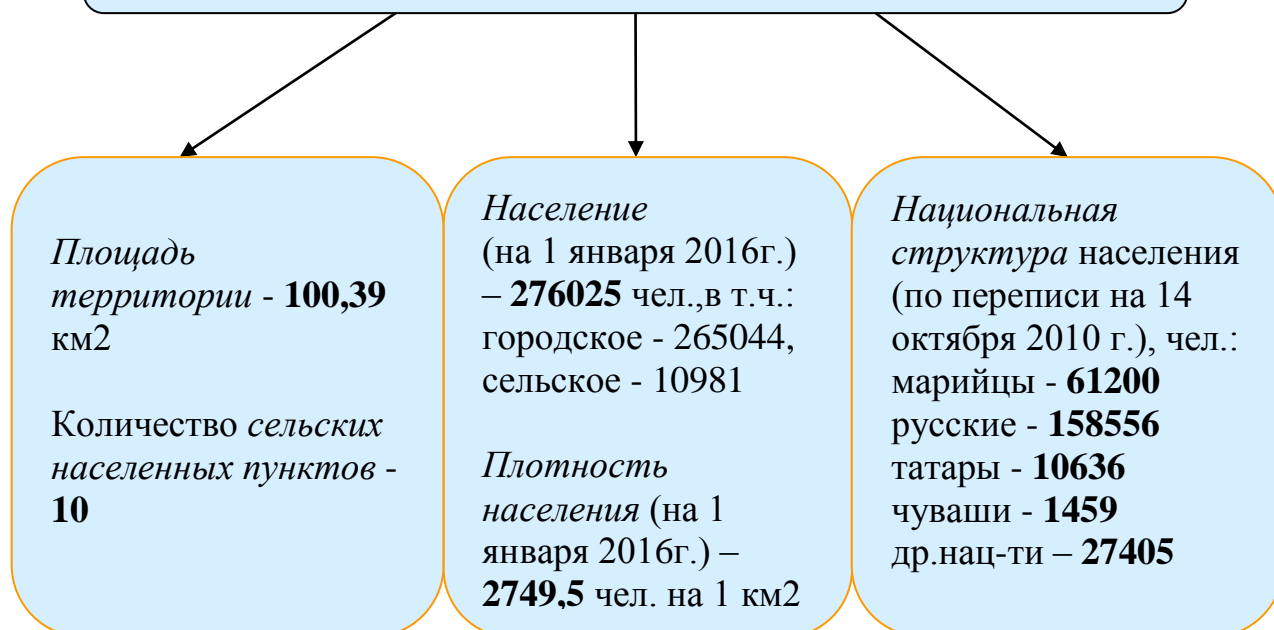 Площадь
территории - 100,39
км2
Количество сельских
населенных пунктов -
10
Население
(на 1 января 2016г.)
– 276025 чел.,в т.ч.:
городское - 265044,
сельское - 10981
Плотность
населения (на 1
января 2016г.) –
2749,5 чел. на 1 км2
Национальная
структура населения
(по переписи на 14
октября 2010 г.), чел.:
марийцы - 61200
русские - 158556
татары - 10636
чуваши - 1459
др.нац-ти – 27405